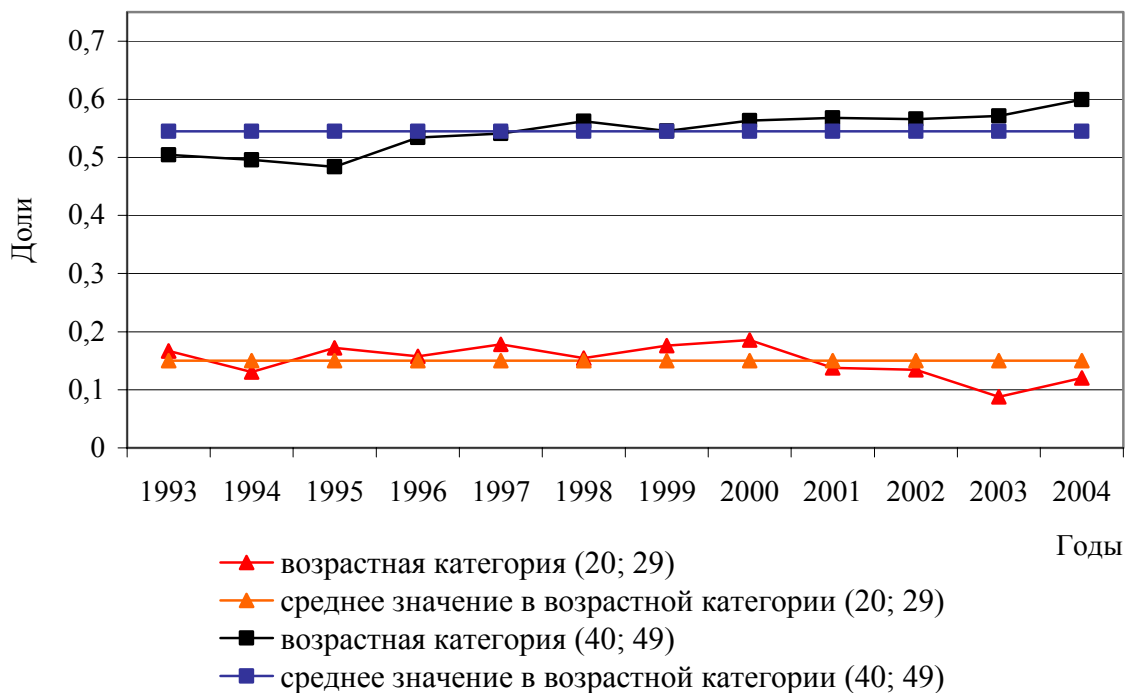 0,7
0,6
0,5
0,4
0,3
0,2
0,1
0
Доли
1993 1994 1995 1996 1997 1998 1999 2000 2001 2002 2003 2004
Годы
возрастная категория (20; 29)
среднее значение в возрастной категории (20; 29)
возрастная категория (40; 49)
среднее значение в возрастной категории (40; 49)